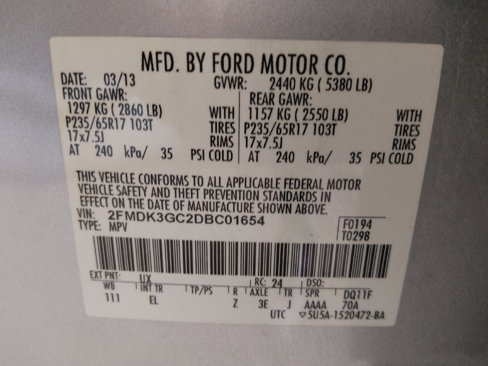 MFD. BY FORD MOTOR CO.
DATE: 03/13 GVWR: 2440 KG ( 5380 LB)
FRONT GAWR: REAR GAWR:
1297 KG ( 2860 LB) WITH 1157 KG ( 2550 LB) WITH
P235/65R17 103T TIRES P235/65R17 103T TIRES
17x7.5J RIMS 17x7.5J RIMS
AT 240 kPa/ 35 PSI COLD AT 240 kPa/ 35 PSI COLD
THIS VEHICLE CONFORMS TO ALL APPLICABLE FEDERAL MOTOR
VEHICLE SAFETY AND THEFT PREVENTION STANDARDS IN
EFFECT ON THE DATE OF MANUFACTURE SHOWN ABOVE.
VIN: 2FMDK3GC2DBC01654 F0194
TYPE: MPV T0298
EXT PNT: UX RC: 24 DSO:
WB INT TR TP/PS R AXLE TR SPR DQ11F
111 EL Z 3E J AAAA 70A
UTC ▽5U5A-1520472-BA